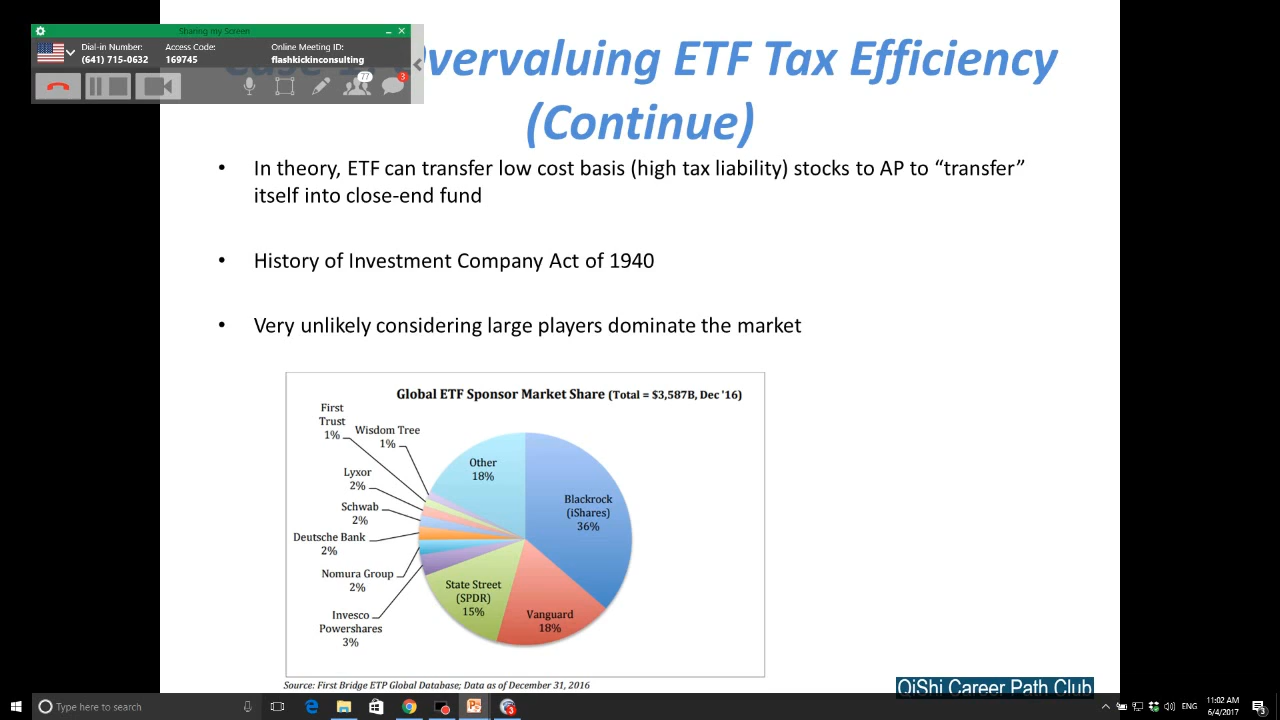 Sharing my Screen
Dial-in Number:
(641) 715-0632
Access Code:
169745
Online Meeting ID:
flashkickinconsulting
77
3
Overvaluing ETF Tax Efficiency
(Continue)
• In theory, ETF can transfer low cost basis (high tax liability) stocks to AP to “transfer”
itself into close-end fund
• History of Investment Company Act of 1940
• Very unlikely considering large players dominate the market
Global ETF Sponsor Market Share (Total = $3,587B, Dec '16)
First
Trust
1%
Wisdom Tree
1%
Lyxor
2%
Schwab
2%
Deutsche Bank
2%
Nomura Group
2%
Invesco
Powershares
3%
Other
18%
Blackrock
(iShares)
36%
State Street
(SPDR)
15%
Vanguard
18%
Source: First Bridge ETP Global Database; Data as of December 31, 2016
QiShi Career Path Club
Type here to search
ENG
11:02 AM
6/4/2017